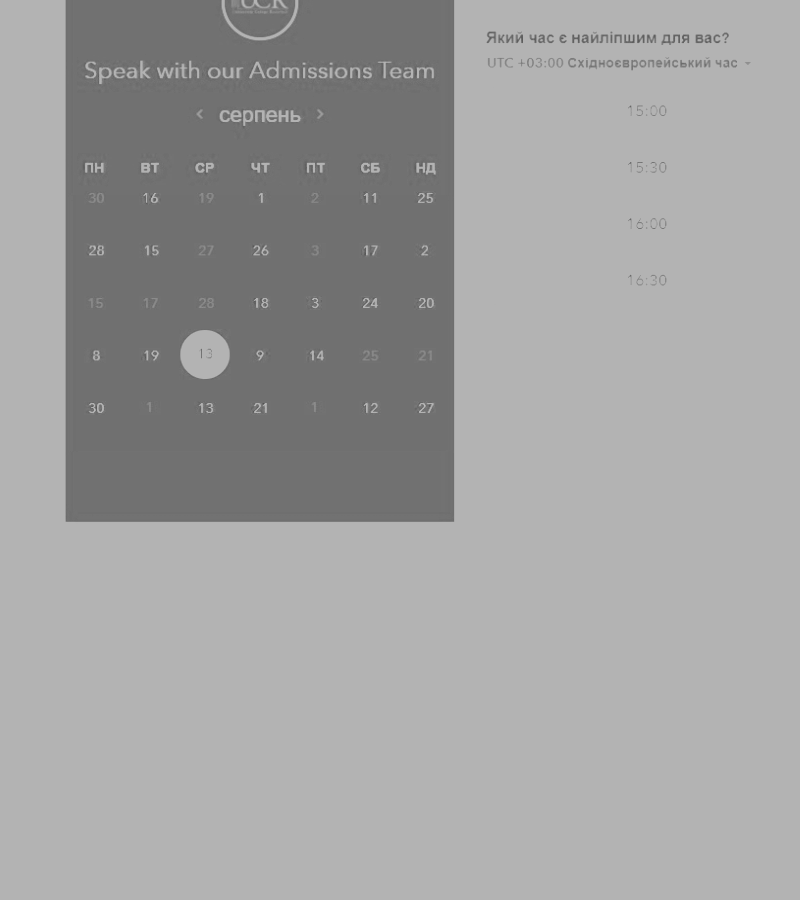 UCR
Speak with our Admissions Team
серпень
ПН ВТ СР ЧТ ПТ СБ НД
30 16 19 1 2 11 25
28 15 27 26 3 17 2
15 17 28 18 3 24 20
8 19 13 9 14 25 21
30 1 13 21 1 12 27
Який час є найліпшим для вас?
UTC +03:00 Східноєвропейський час
15:00
15:30
16:00
16:30